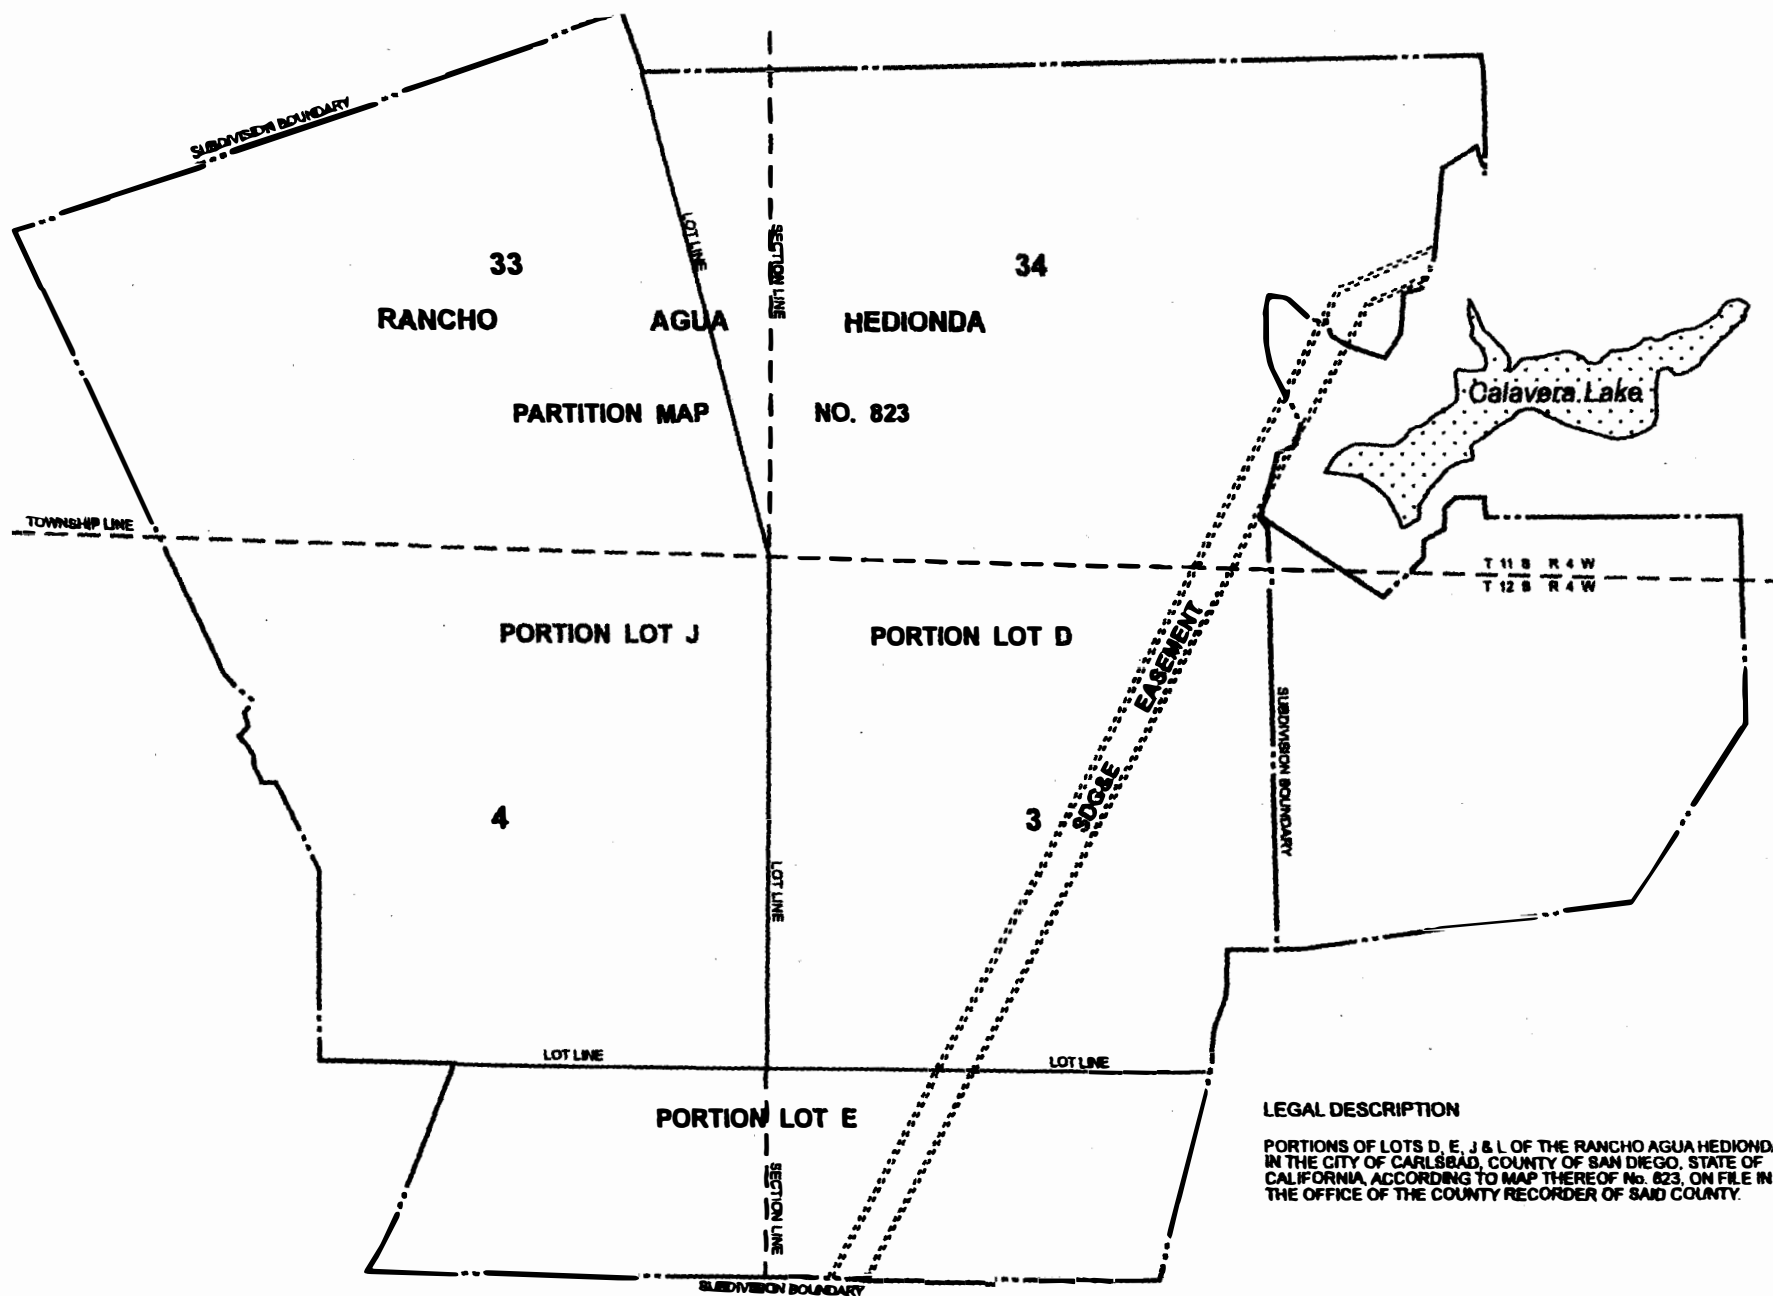 SUBDIVISION BOUNDARY
LOT LINE
SECTION LINE
33
34
RANCHO AGUA HEDIONDA
PARTITION MAP NO. 823
Calavera Lake
TOWNSHIP LINE
T 11 S R 4 W
T 12 S R 4 W
PORTION LOT J
PORTION LOT D
EASEMENT
SDG&E
SUBDIVISION BOUNDARY
4
3
LOT LINE
LOT LINE
LOT LINE
PORTION LOT E
SECTION LINE
SUBDIVISION BOUNDARY
LEGAL DESCRIPTION
PORTIONS OF LOTS D, E, J & L OF THE RANCHO AGUA HEDIONDA
IN THE CITY OF CARLSBAD, COUNTY OF SAN DIEGO, STATE OF
CALIFORNIA, ACCORDING TO MAP THEREOF No. 823, ON FILE IN
THE OFFICE OF THE COUNTY RECORDER OF SAID COUNTY.